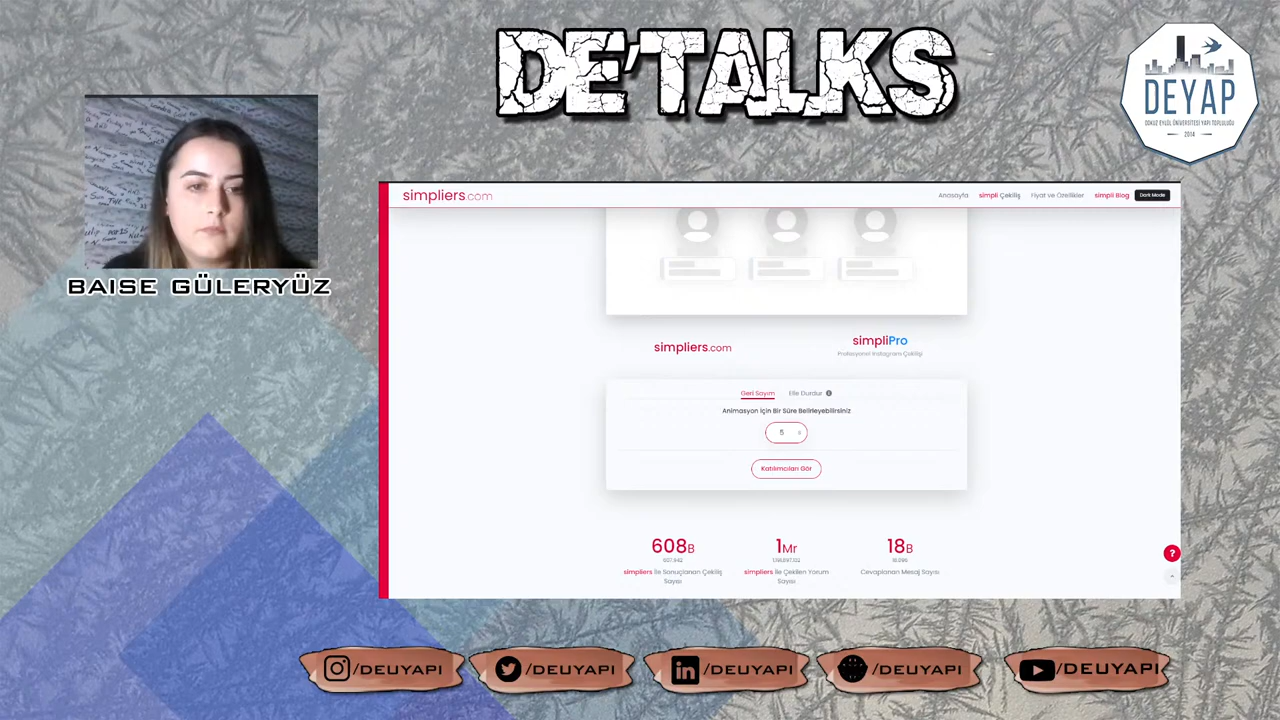 DE'TALKS
DEYAP
DOKUZ EYLÜL ÜNİVERSİTESİ YAPI TOPLULUĞU
2014
BAISE GÜLERYÜZ
simpliers.com
Anasayfa
simpli Çekiliş
Fiyat ve Özellikler
simpli Blog
Dark Mode
simpliers.com
simpliPro
Profesyonel Instagram Çekilişi
Geri Sayım
Elle Durdur
Animasyon İçin Bir Süre Belirleyebilirsiniz
5
s
Katılımcıları Gör
608B
1Mr
18B
simpliers ile Sonuçlanan Çekiliş
Sayısı
simpliers ile Çekilen Yorum
Sayısı
Cevaplanan Mesaj Sayısı
?
/DEUYAPI
/DEUYAPI
/DEUYAPI
/DEUYAPI
/DEUYAPI